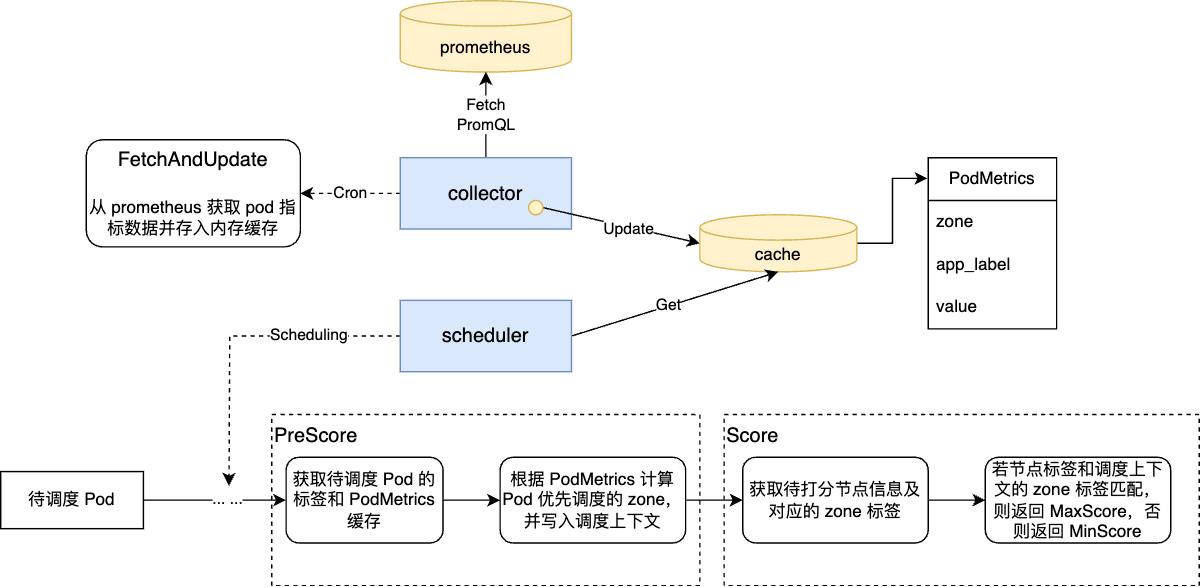 prometheus
Fetch
PromQL
FetchAndUpdate
从 prometheus 获取 pod 指
标数据并存入内存缓存
Cron
collector
Update
cache
PodMetrics
zone
app_label
value
Get
Scheduling
scheduler
PreScore
Score
待调度 Pod
... ...
获取待调度 Pod 的
标签和 PodMetrics
缓存
根据 PodMetrics 计算
Pod 优先调度的 zone，
并写入调度上下文
获取待打分节点信息及
对应的 zone 标签
若节点标签和调度上下
文的 zone 标签匹配，
则返回 MaxScore，否
则返回 MinScore